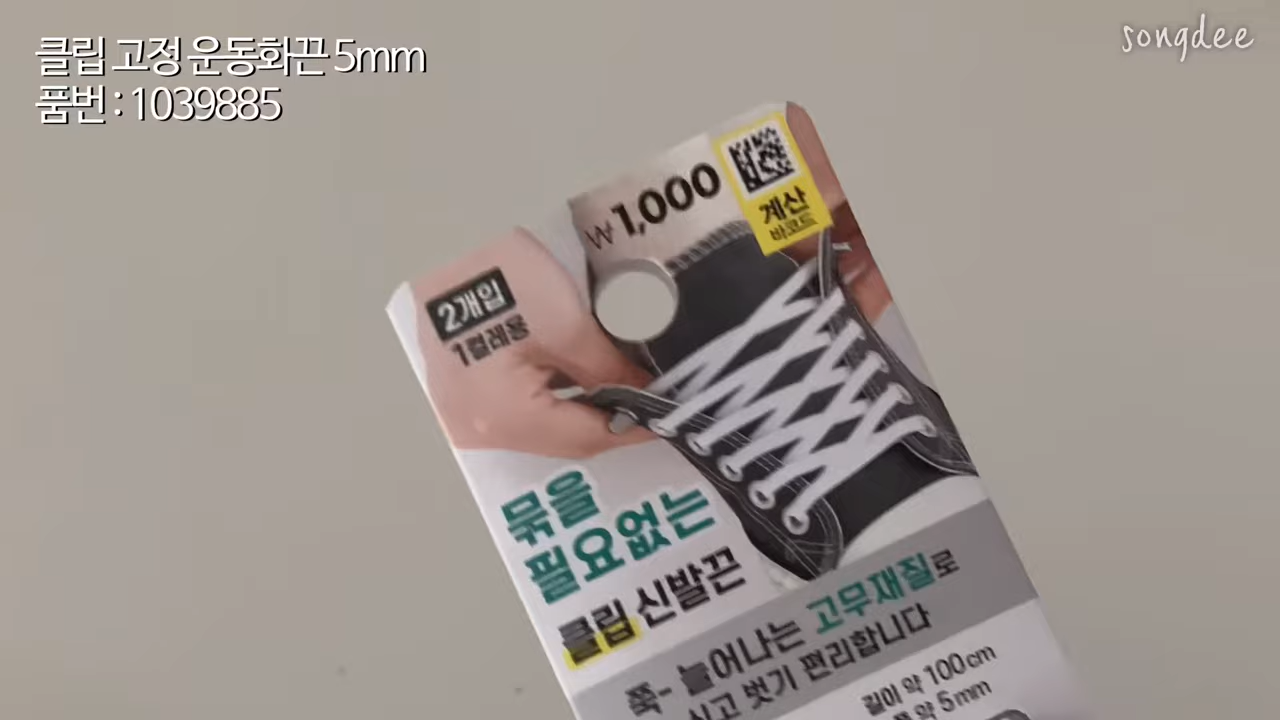 클립 고정 운동화끈 5mm
품번 : 1039885
songdee
₩1,000
계산
바코드
2개입
1켤레용
묶을
필요없는
클립 신발끈
쭉- 늘어나는 고무재질로
신고 벗기 편리합니다
길이 약 100cm
폭 약 5mm